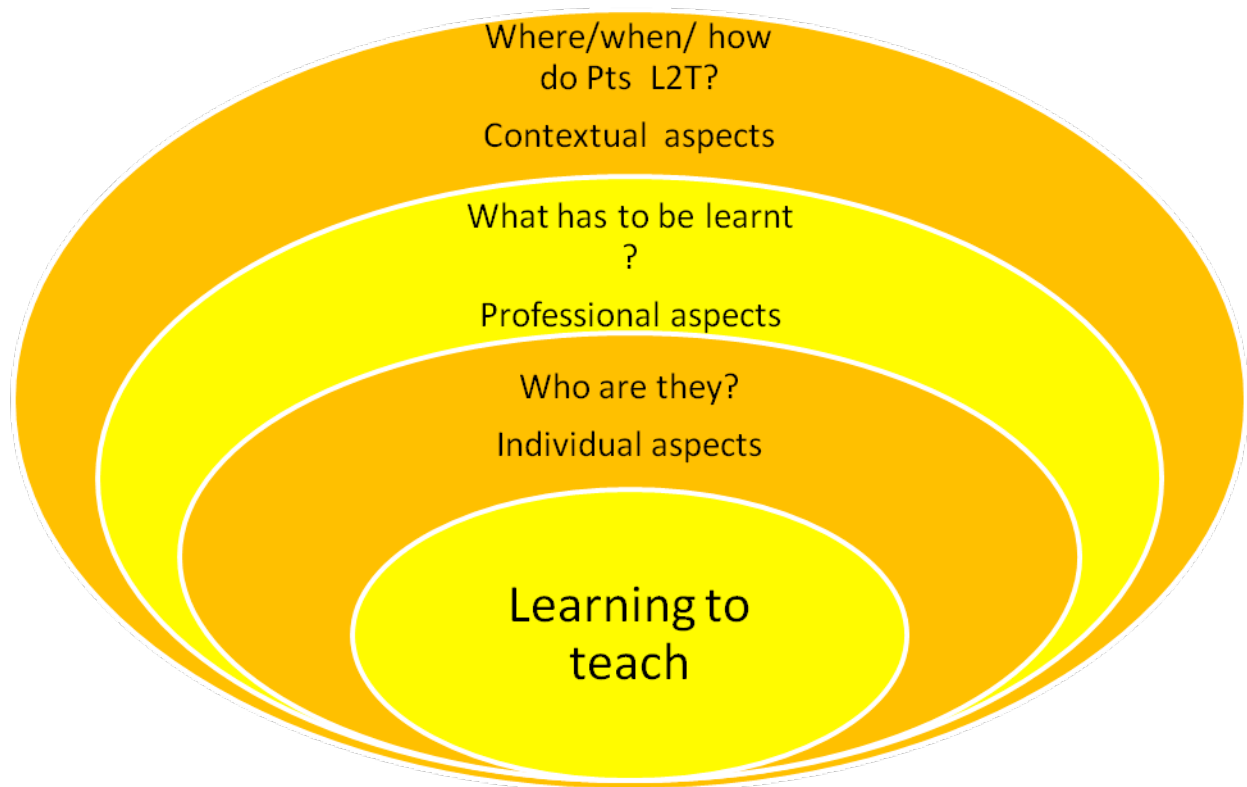 Where/when/ how
do Pts L2T?
Contextual aspects
What has to be learnt
?
Professional aspects
Who are they?
Individual aspects
Learning to
teach